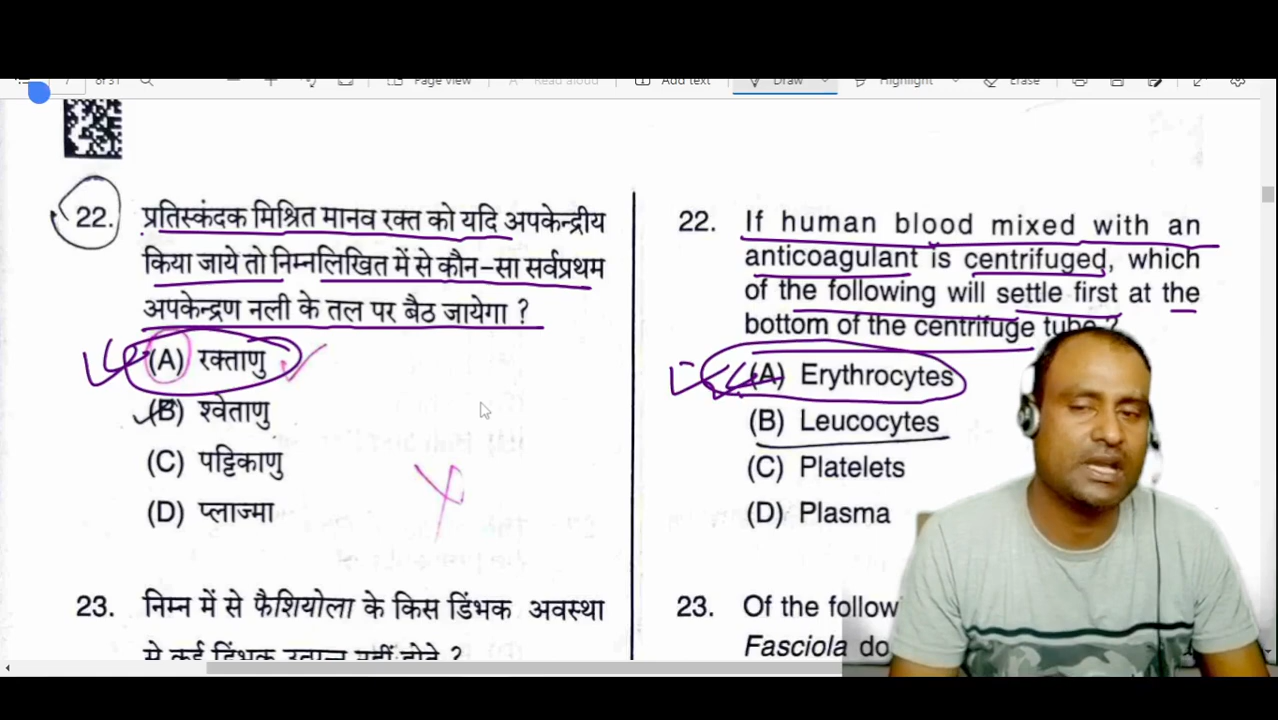 Page view
Read aloud
Add text
Draw
Highlight
Erase
22. प्रतिस्कंदक मिश्रित मानव रक्त को यदि अपकेन्द्रीय
किया जाये तो निम्नलिखित में से कौन-सा सर्वप्रथम
अपकेन्द्रण नली के तल पर बैठ जायेगा ?
(A) रक्ताणु
(B) श्वेताणु
(C) पट्टिकाणु
(D) प्लाज्मा
23. निम्न में से फैशियोला के किस डिंभक अवस्था
22. If human blood mixed with an
anticoagulant is centrifuged, which
of the following will settle first at the
bottom of the centrifuge tube ?
(A) Erythrocytes
(B) Leucocytes
(C) Platelets
(D) Plasma
23. Of the follow
Fasciola do